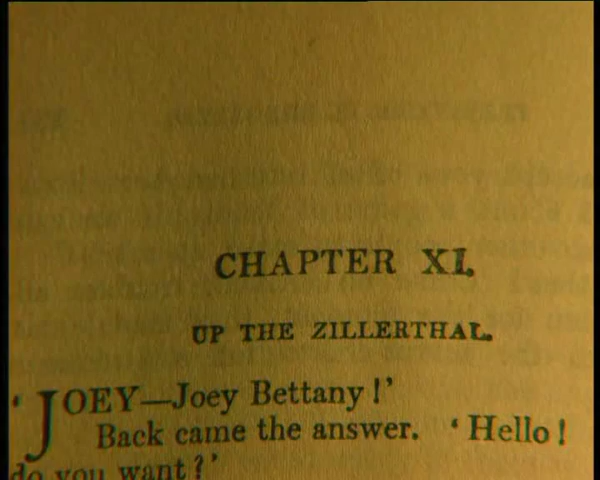 CHAPTER XI.
UP THE ZILLERTHAL.
‘JOEY—Joey Bettany!’
Back came the answer. ‘Hello!
do you want?’